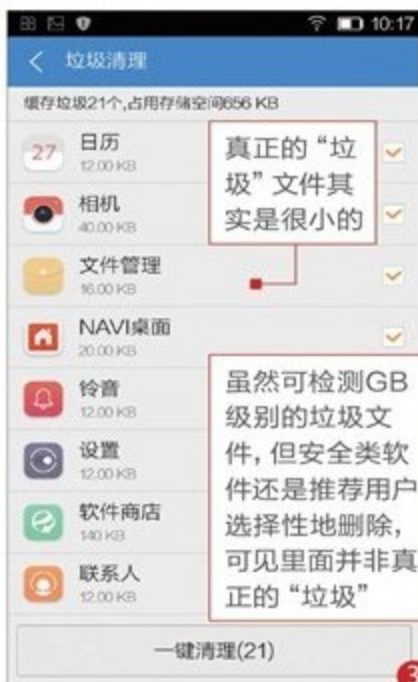 10:17
垃圾清理
缓存垃圾21个,占用存储空间656 KB
27
日历
12.00 KB
真正的“垃
圾”文件其
实是很小的
相机
40.00 KB
文件管理
16.00 KB
NAVI桌面
20.00 KB
铃音
12.00 KB
虽然可检测GB
级别的垃圾文
件,但安全类软
件还是推荐用户
选择性地删除,
可见里面并非真
正的“垃圾”
设置
12.00 KB
软件商店
140 KB
联系人
12.00 KB
一键清理(21)
3